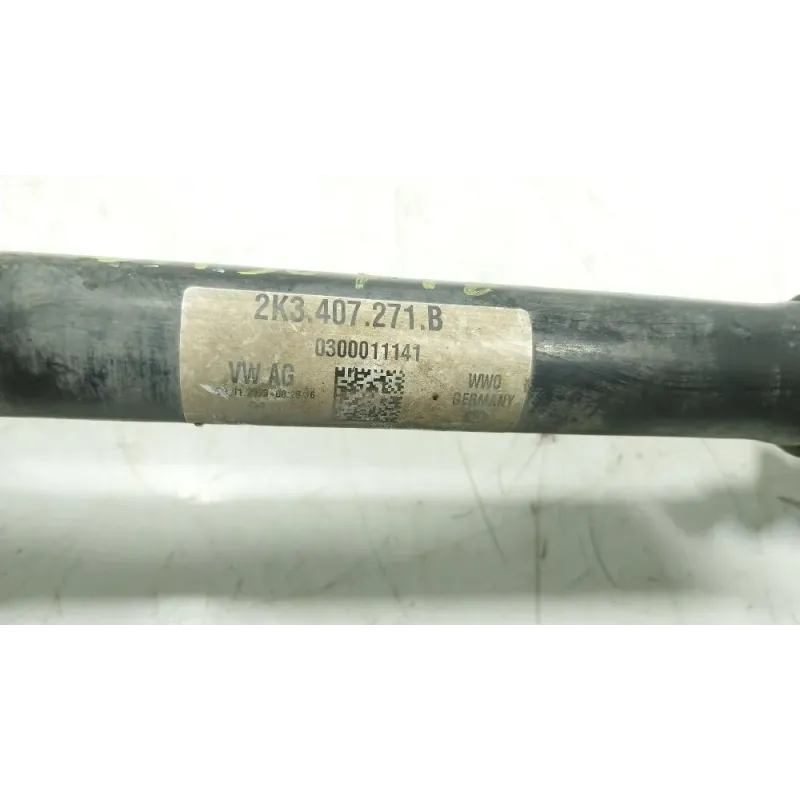 2K3.407.271.B
0300011141
VW AG
WWO
GERMANY